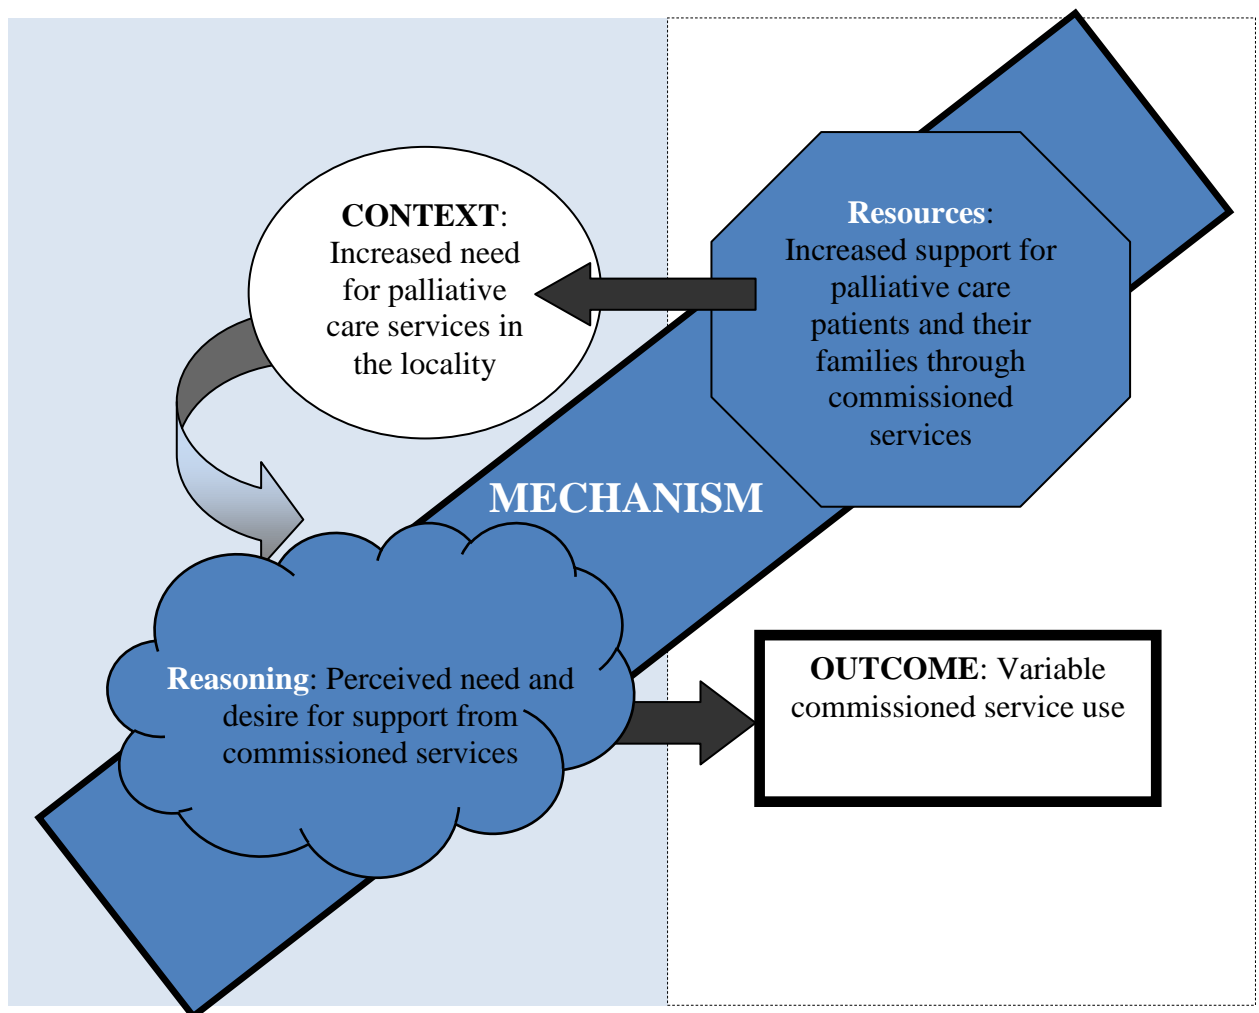 CONTEXT:
Increased need
for palliative
care services in
the locality
Resources:
Increased support for
palliative care
patients and their
families through
commissioned
services
MECHANISM
Reasoning: Perceived need and
desire for support from
commissioned services
OUTCOME: Variable
commissioned service use